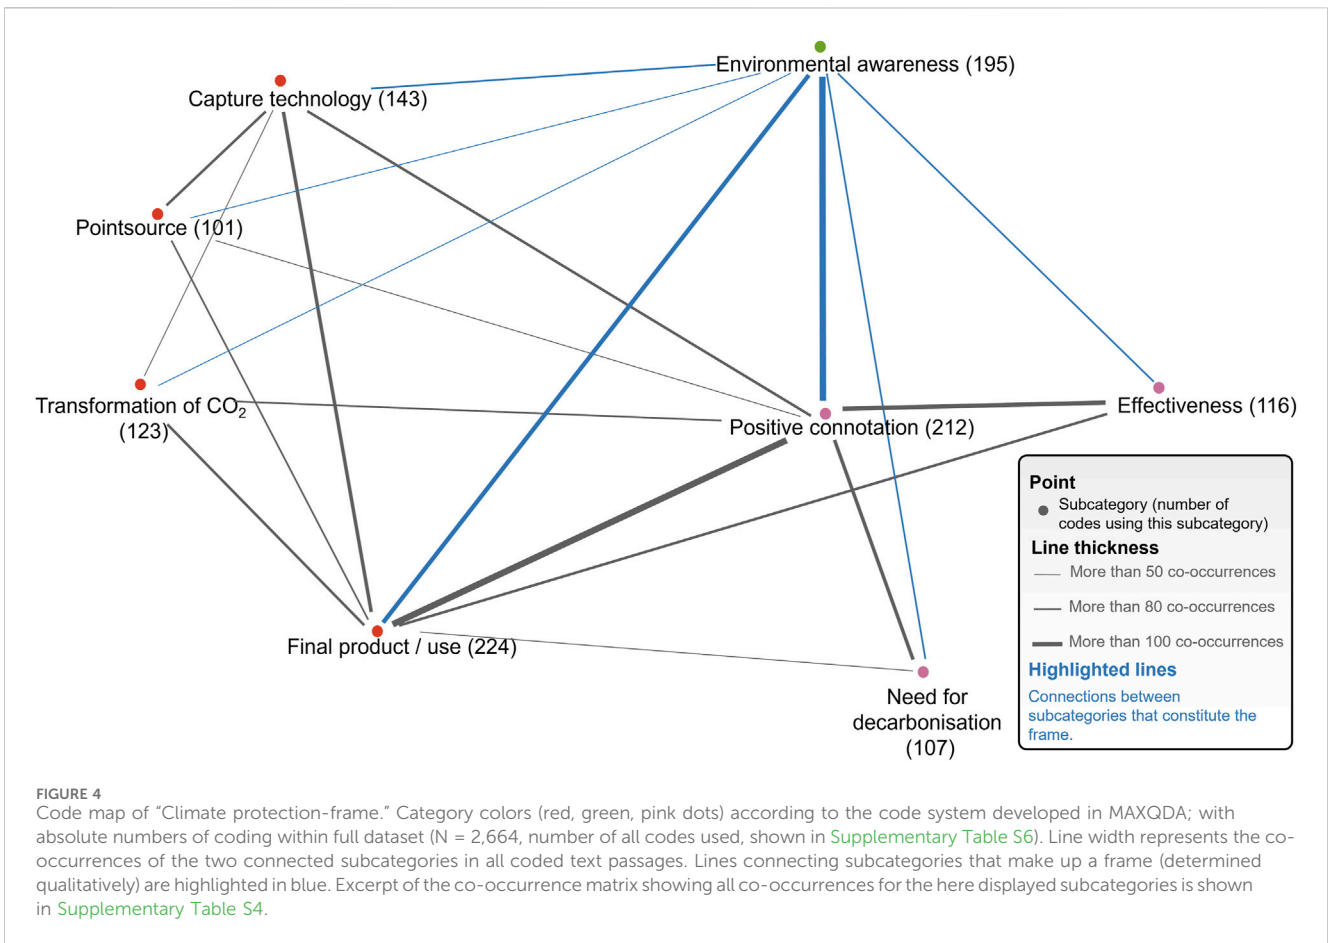 Environmental awareness (195)
Capture technology (143)
Pointsource (101)
Transformation of CO₂
(123)
Positive connotation (212)
Effectiveness (116)
Final product / use (224)
Need for
decarbonisation
(107)
Point
Subcategory (number of
codes using this subcategory)
Line thickness
More than 50 co-occurrences
More than 80 co-occurrences
More than 100 co-occurrences
Highlighted lines
Connections between
subcategories that constitute the
frame.
FIGURE 4
Code map of “Climate protection-frame.” Category colors (red, green, pink dots) according to the code system developed in MAXQDA; with
absolute numbers of coding within full dataset (N = 2,664, number of all codes used, shown in Supplementary Table S6). Line width represents the co-
occurrences of the two connected subcategories in all coded text passages. Lines connecting subcategories that make up a frame (determined
qualitatively) are highlighted in blue. Excerpt of the co-occurrence matrix showing all co-occurrences for the here displayed subcategories is shown
in Supplementary Table S4.